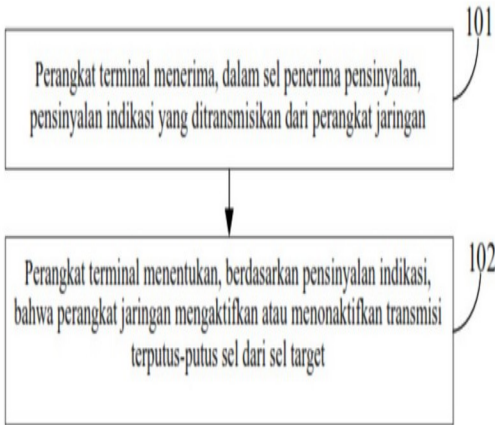 101
Perangkat terminal menerima, dalam sel penerima pensinyalan,
pensinyalan indikasi yang ditransmisikan dari perangkat jaringan
102
Perangkat terminal menentukan, berdasarkan pensinyalan indikasi,
bahwa perangkat jaringan mengaktifkan atau menonaktifkan transmisi
terputus-putus sel dari sel target